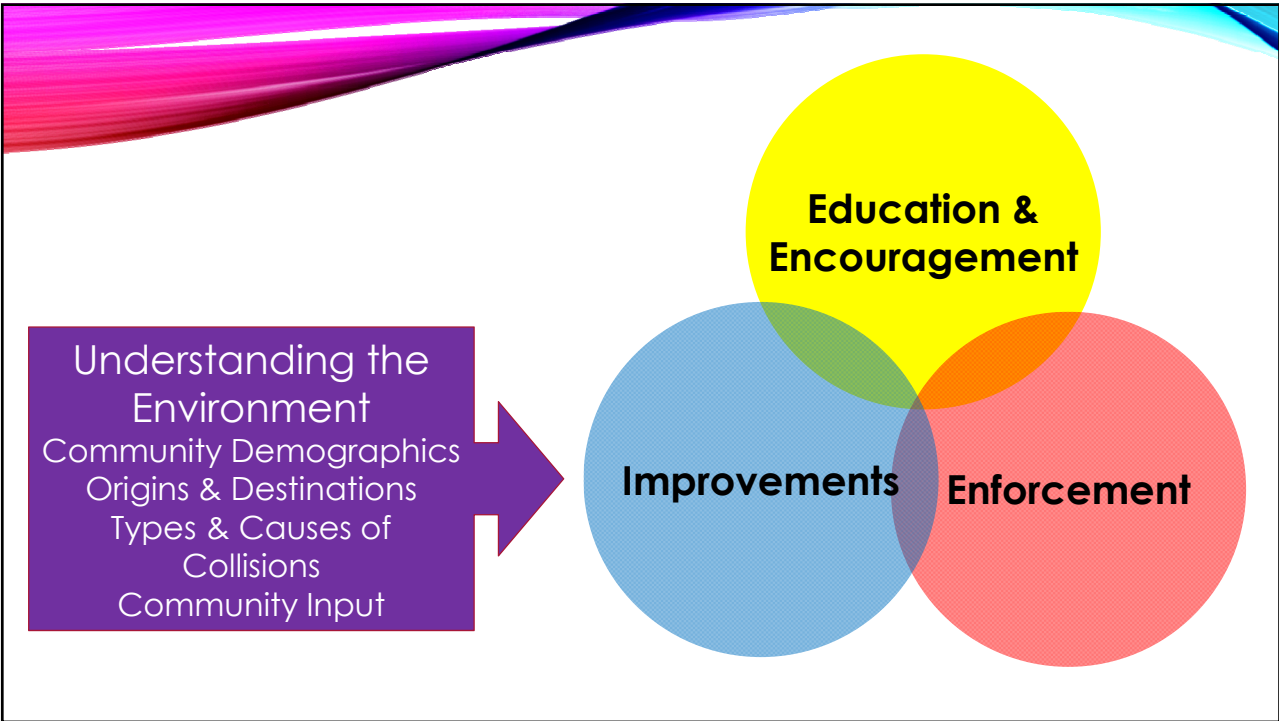 Understanding the
Environment
Community Demographics
Origins & Destinations
Types & Causes of
Collisions
Community Input
Education &
Encouragement
Improvements
Enforcement